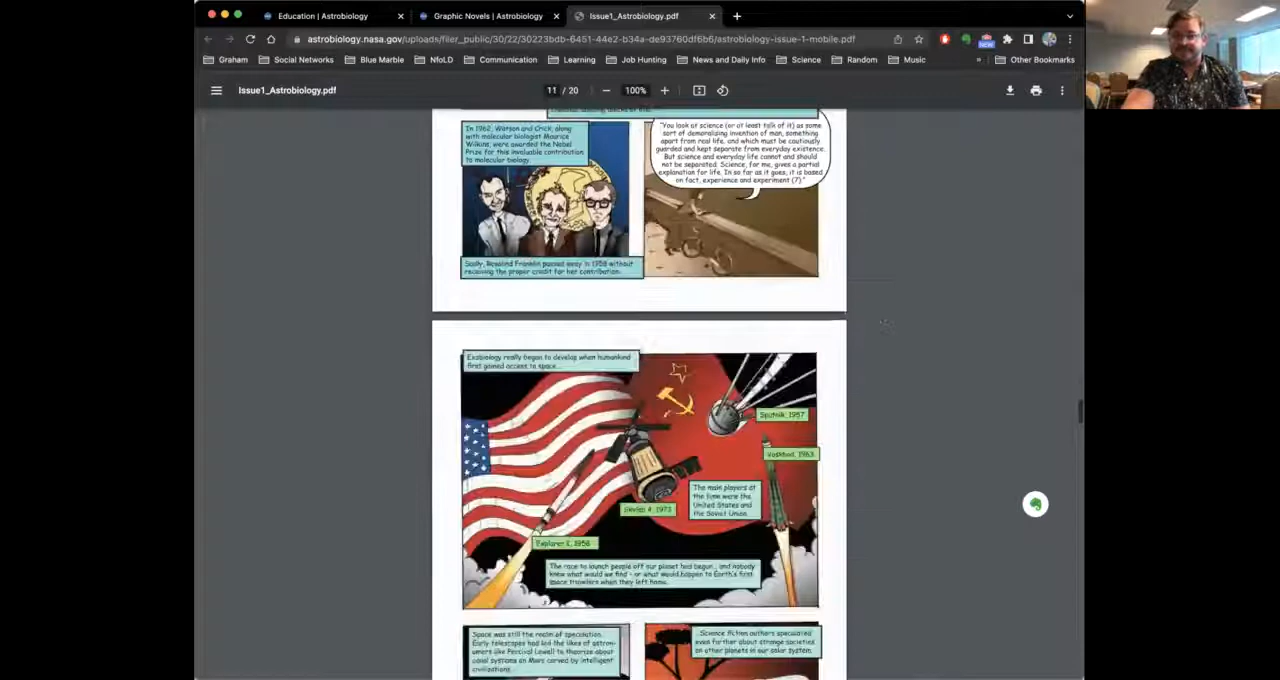 Education | Astrobiology
Graphic Novels | Astrobiology
Issue1_Astrobiology.pdf
astrobiology.nasa.gov/uploads/filer_public/30/22/30223bdb-6451-44e2-b34a-de93760df6b6/astrobiology-issue-1-mobile.pdf
NEW
Graham
Social Networks
Blue Marble
NfoLD
Communication
Learning
Job Hunting
News and Daily Info
Science
Random
Music
»
Other Bookmarks
Issue1_Astrobiology.pdf
11 / 20
100%
In 1962, Watson and Crick, along
with molecular biologist Maurice
Wilkins, were awarded the Nobel
Prize for this invaluable contribution
to molecular biology.
"You look at science (or at least talk of it) as some
sort of demoralising invention of man, something
apart from real life, and which must be cautiously
guarded and kept separate from everyday existence.
But science and everyday life cannot and should
not be separated. Science, for me, gives a partial
explanation for life. In so far as it goes, it is based
on fact, experience and experiment (7)"
Sadly, Rosalind Franklin passed away in 1958 without
receiving the proper credit for her contribution.
Exobiology really began to develop when humankind
first gained access to space...
Sputnik, 1957
Voskhod, 1963
The main players at
the time were the
United States and
the Soviet Union.
1973
Explorer 1, 1958
The race to launch people off our planet had begun... and nobody
knew what would we find - or what would happen to Earth's first
space travelers when they left home.
Space was still the realm of speculation.
Early telescopes had led the likes of astron-
omers like Percival Lowell to theorize about
canal systems on Mars carved by intelligent
civilizations...
Science fiction authors speculated
even further about strange societies
on other planets in our solar system.